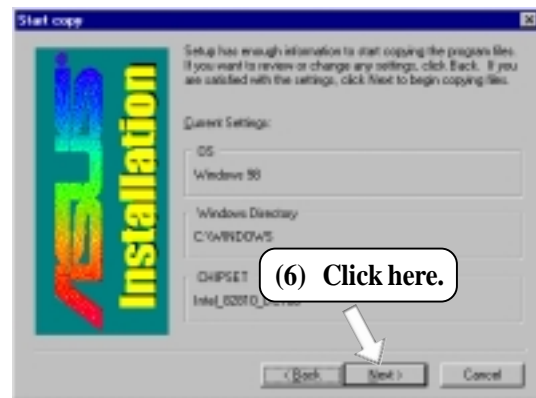 Start copy
Setup has enough information to start copying the program files.
If you want to review or change any settings, click Back. If you
are satisfied with the settings, click Next to begin copying files.
ASUS
Installation
Current Settings:
OS
Windows 98
Windows Directory
C:\WINDOWS
CHIPSET
Intel_82810_
(6) Click here.
< Back
Next >
Cancel